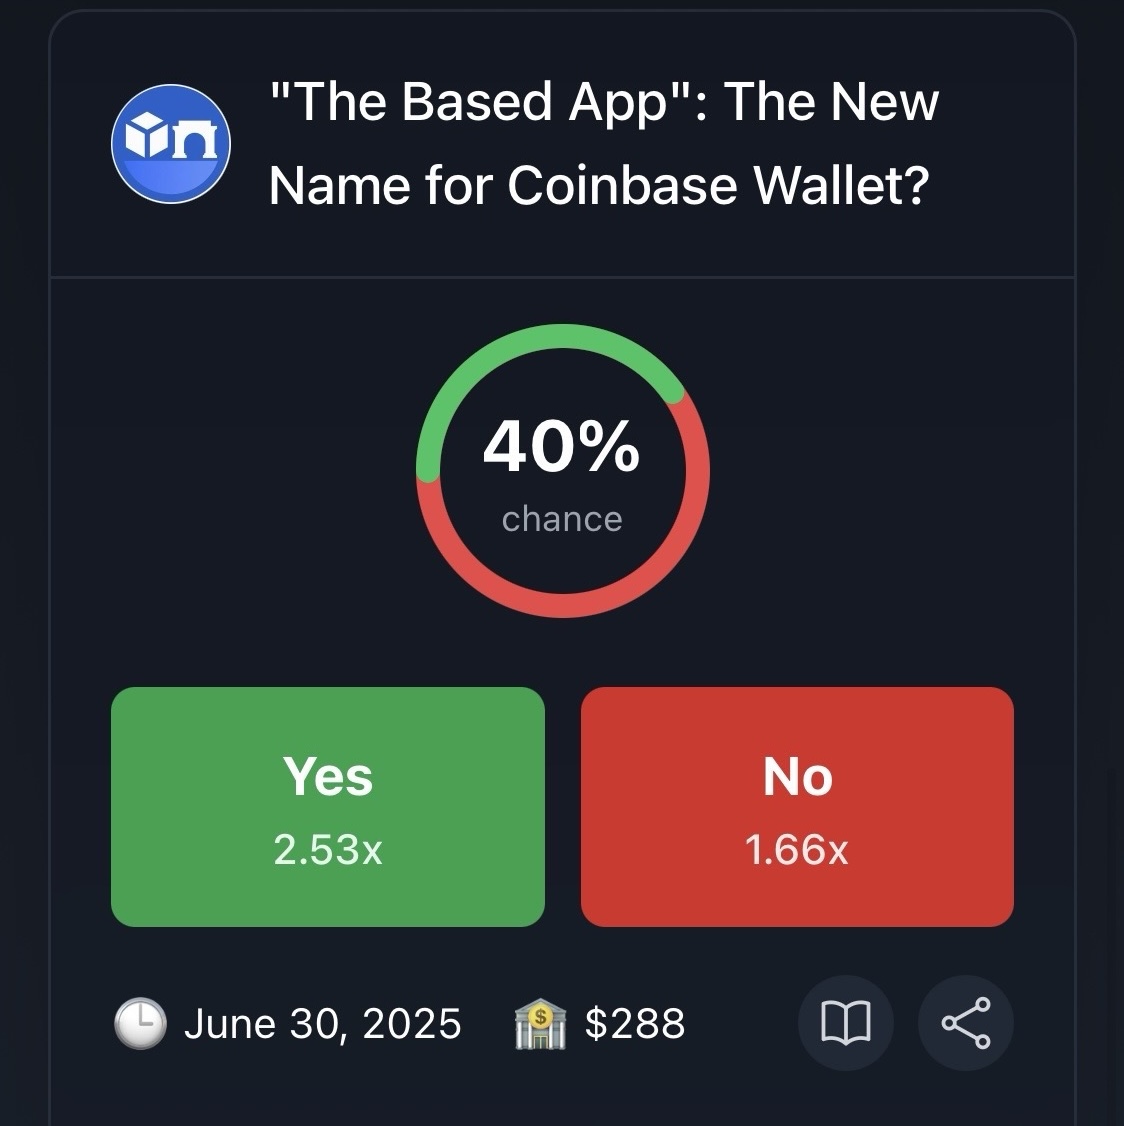 "The Based App": The New
Name for Coinbase Wallet?
40%
chance
Yes
2.53x
No
1.66x
June 30, 2025
$288